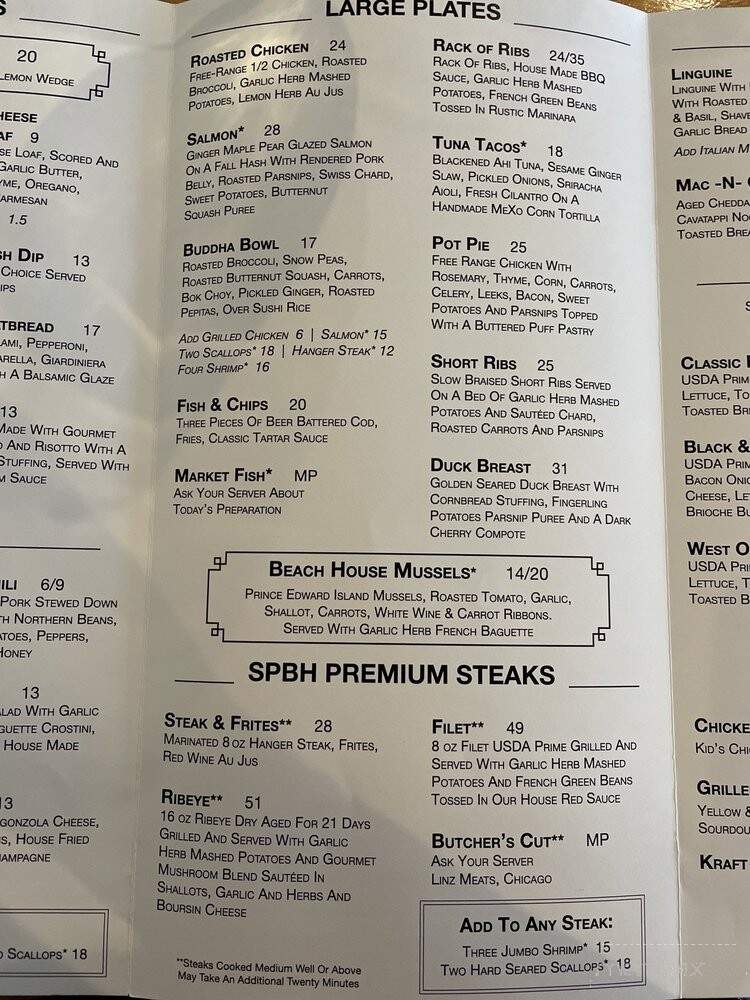 20
LEMON WEDGE
9
SE LOAF, SCORED AND
GARLIC BUTTER,
YME, OREGANO,
ARMESAN
1.5
SH DIP 13
CHOICE SERVED
IPS
17
AMI, PEPPERONI,
ARELLA, GIARDINIERA
H A BALSAMIC GLAZE
13
MADE WITH GOURMET
D AND RISOTTO WITH A
STUFFING, SERVED WITH
M SAUCE
ILI 6/9
PORK STEWED DOWN
TH NORTHERN BEANS,
ATOES, PEPPERS,
HONEY
13
ALAD WITH GARLIC
GUETTE CROSTINI,
HOUSE MADE
13
GONZOLA CHEESE,
S, HOUSE FRIED
HAMPAGNE
SCALLOPS* 18
LARGE PLATES
ROASTED CHICKEN 24
FREE-RANGE 1/2 CHICKEN, ROASTED
BROCCOLI, GARLIC HERB MASHED
POTATOES, LEMON HERB AU JUS
SALMON* 28
GINGER MAPLE PEAR GLAZED SALMON
ON A FALL HASH WITH RENDERED PORK
BELLY, ROASTED PARSNIPS, SWISS CHARD,
SWEET POTATOES, BUTTERNUT
SQUASH PUREE
BUDDHA BOWL 17
ROASTED BROCCOLI, SNOW PEAS,
ROASTED BUTTERNUT SQUASH, CARROTS,
BOK CHOY, PICKLED GINGER, ROASTED
PEPITAS, OVER SUSHI RICE
ADD GRILLED CHICKEN 6 | SALMON* 15
TWO SCALLOPS* 18 | HANGER STEAK* 12
FOUR SHRIMP* 16
FISH & CHIPS 20
THREE PIECES OF BEER BATTERED COD,
FRIES, CLASSIC TARTAR SAUCE
MARKET FISH* MP
ASK YOUR SERVER ABOUT
TODAY'S PREPARATION
RACK OF RIBS 24/35
RACK OF RIBS, HOUSE MADE BBQ
SAUCE, GARLIC HERB MASHED
POTATOES, FRENCH GREEN BEANS
TOSSED IN RUSTIC MARINARA
TUNA TACOS* 18
BLACKENED AHI TUNA, SESAME GINGER
SLAW, PICKLED ONIONS, SRIRACHA
AIOLI, FRESH CILANTRO ON A
HANDMADE MEXO CORN TORTILLA
POT PIE 25
FREE RANGE CHICKEN WITH
ROSEMARY, THYME, CORN, CARROTS,
CELERY, LEEKS, BACON, SWEET
POTATOES AND PARSNIPS TOPPED
WITH A BUTTERED PUFF PASTRY
SHORT RIBS 25
SLOW BRAISED SHORT RIBS SERVED
ON A BED OF GARLIC HERB MASHED
POTATOES AND SAUTÉED CHARD,
ROASTED CARROTS AND PARSNIPS
DUCK BREAST 31
GOLDEN SEARED DUCK BREAST WITH
CORNBREAD STUFFING, FINGERLING
POTATOES PARSNIP PUREE AND A DARK
CHERRY COMPOTE
BEACH HOUSE MUSSELS* 14/20
PRINCE EDWARD ISLAND MUSSELS, ROASTED TOMATO, GARLIC,
SHALLOT, CARROTS, WHITE WINE & CARROT RIBBONS.
SERVED WITH GARLIC HERB FRENCH BAGUETTE
SPBH PREMIUM STEAKS
STEAK & FRITES** 28
MARINATED 8 OZ HANGER STEAK, FRITES,
RED WINE AU JUS
RIBEYE** 51
16 OZ RIBEYE DRY AGED FOR 21 DAYS
GRILLED AND SERVED WITH GARLIC
HERB MASHED POTATOES AND GOURMET
MUSHROOM BLEND SAUTÉED IN
SHALLOTS, GARLIC AND HERBS AND
BOURSIN CHEESE
**STEAKS COOKED MEDIUM WELL OR ABOVE
MAY TAKE AN ADDITIONAL TWENTY MINUTES
FILET** 49
8 OZ FILET USDA PRIME GRILLED AND
SERVED WITH GARLIC HERB MASHED
POTATOES AND FRENCH GREEN BEANS
TOSSED IN OUR HOUSE RED SAUCE
BUTCHER'S CUT** MP
ASK YOUR SERVER
LINZ MEATS, CHICAGO
ADD TO ANY STEAK:
THREE JUMBO SHRIMP* 15
TWO HARD SEARED SCALLOPS* 18
LINGUINE
LINGUINE WITH
WITH ROASTED
& BASIL, SHAVE
GARLIC BREAD
ADD ITALIAN M
MAC -N-
AGED CHEDDA
CAVATAPPI NOO
TOASTED BREA
CLASSIC
USDA PRIM
LETTUCE, TO
TOASTED BR
BLACK &
USDA PRIM
BACON ONIO
CHEESE, LE
BRIOCHE BU
WEST O
USDA PRI
LETTUCE, T
TOASTED B
CHICKE
KID'S CHI
GRILLE
YELLOW &
SOURDOU
KRAFT